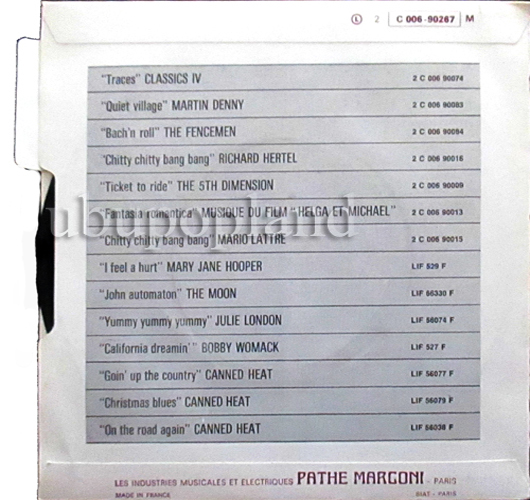 Ⓛ 2 C 006-90267 M
"Traces" CLASSICS IV 2 C 006 90074
"Quiet village" MARTIN DENNY 2 C 006 90083
"Bach'n roll" THE FENCEMEN 2 C 006 90084
"Chitty chitty bang bang" RICHARD HERTEL 2 C 006 90016
"Ticket to ride" THE 5TH DIMENSION 2 C 006 90009
"Fantasia romantica" MUSIQUE DU FILM "HELGA ET MICHAEL" 2 C 006 90013
ubupopland
"Chitty chitty bang bang" MARIO LATTRE 2 C 006 90015
"I feel a hurt" MARY JANE HOOPER LIF 529 F
"John automaton" THE MOON LIF 56330 F
"Yummy yummy yummy" JULIE LONDON LIF 56074 F
"California dreamin'" BOBBY WOMACK LIF 527 F
"Goin' up the country" CANNED HEAT LIF 56077 F
"Christmas blues" CANNED HEAT LIF 56079 F
"On the road again" CANNED HEAT LIF 56038 F
LES INDUSTRIES MUSICALES ET ELECTRIQUES PATHE MARCONI - PARIS
MADE IN FRANCE SIAT - PARIS